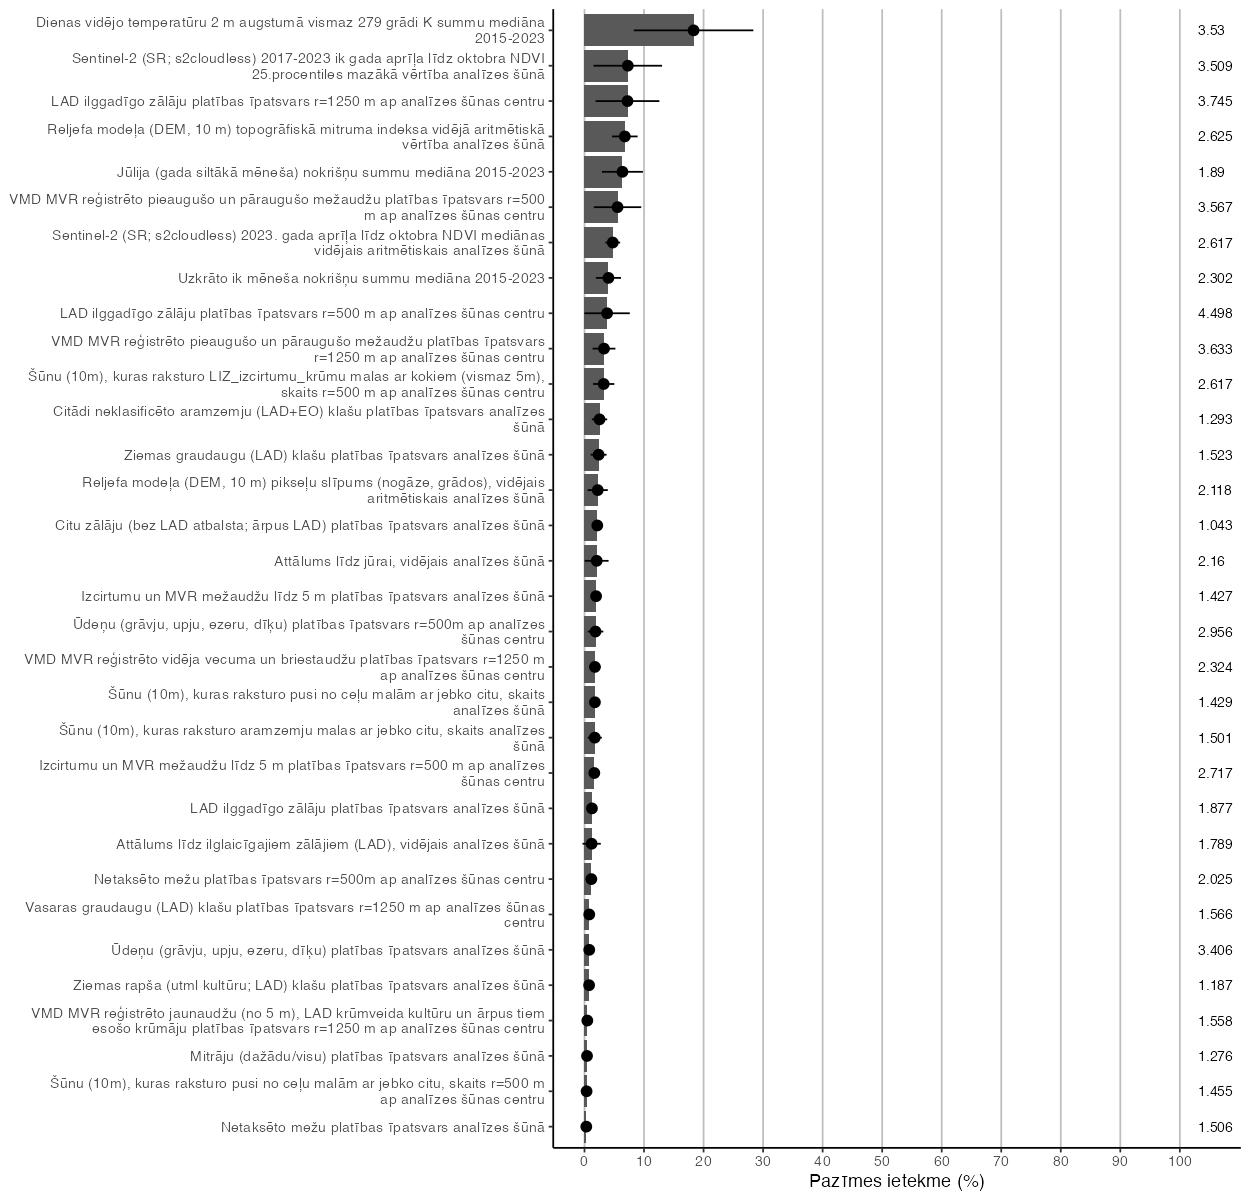 Dienas vidējo temperatūru 2 m augstumā vismaz 279 grādi K summu mediāna
2015-2023
3.53
Sentinel-2 (SR; s2cloudless) 2017-2023 ik gada aprīļa līdz oktobra NDVI
25.procentiles mazākā vērtība analīzes šūnā
3.509
LAD ilggadīgo zālāju platības īpatsvars r=1250 m ap analīzes šūnas centru
3.745
Reljefa modeļa (DEM, 10 m) topogrāfiskā mitruma indeksa vidējā aritmētiskā
vērtība analīzes šūnā
2.625
Jūlija (gada siltākā mēneša) nokrišņu summu mediāna 2015-2023
1.89
VMD MVR reģistrēto pieaugušo un pāraugušo mežaudžu platības īpatsvars r=500
m ap analīzes šūnas centru
3.567
Sentinel-2 (SR; s2cloudless) 2023. gada aprīļa līdz oktobra NDVI mediānas
vidējais aritmētiskais analīzes šūnā
2.617
Uzkrāto ik mēneša nokrišņu summu mediāna 2015-2023
2.302
LAD ilggadīgo zālāju platības īpatsvars r=500 m ap analīzes šūnas centru
4.498
VMD MVR reģistrēto pieaugušo un pāraugušo mežaudžu platības īpatsvars
r=1250 m ap analīzes šūnas centru
3.633
Šūnu (10m), kuras raksturo LIZ_izcirtumu_krūmu malas ar kokiem (vismaz 5m),
skaits r=500 m ap analīzes šūnas centru
2.617
Citādi neklasificēto aramzemju (LAD+EO) klašu platības īpatsvars analīzes
šūnā
1.293
Ziemas graudaugu (LAD) klašu platības īpatsvars analīzes šūnā
1.523
Reljefa modeļa (DEM, 10 m) pikseļu slīpums (nogāze, grādos), vidējais
aritmētiskais analīzes šūnā
2.118
Citu zālāju (bez LAD atbalsta; ārpus LAD) platības īpatsvars analīzes šūnā
1.043
Attālums līdz jūrai, vidējais analīzes šūnā
2.16
Izcirtumu un MVR mežaudžu līdz 5 m platības īpatsvars analīzes šūnā
1.427
Ūdeņu (grāvju, upju, ezeru, dīķu) platības īpatsvars r=500m ap analīzes
šūnas centru
2.956
VMD MVR reģistrēto vidēja vecuma un briestaudžu platības īpatsvars r=1250 m
ap analīzes šūnas centru
2.324
Šūnu (10m), kuras raksturo pusi no ceļu malām ar jebko citu, skaits
analīzes šūnā
1.429
Šūnu (10m), kuras raksturo aramzemju malas ar jebko citu, skaits analīzes
šūnā
1.501
Izcirtumu un MVR mežaudžu līdz 5 m platības īpatsvars r=500 m ap analīzes
šūnas centru
2.717
LAD ilggadīgo zālāju platības īpatsvars analīzes šūnā
1.877
Attālums līdz ilglaicīgajiem zālājiem (LAD), vidējais analīzes šūnā
1.789
Netaksēto mežu platības īpatsvars r=500m ap analīzes šūnas centru
2.025
Vasaras graudaugu (LAD) klašu platības īpatsvars r=1250 m ap analīzes šūnas
centru
1.566
Ūdeņu (grāvju, upju, ezeru, dīķu) platības īpatsvars analīzes šūnā
3.406
Ziemas rapša (utml kultūru; LAD) klašu platības īpatsvars analīzes šūnā
1.187
VMD MVR reģistrēto jaunaudžu (no 5 m), LAD krūmveida kultūru un ārpus tiem
esošo krūmāju platības īpatsvars r=1250 m ap analīzes šūnas centru
1.558
Mitrāju (dažādu/visu) platības īpatsvars analīzes šūnā
1.276
Šūnu (10m), kuras raksturo pusi no ceļu malām ar jebko citu, skaits r=500 m
ap analīzes šūnas centru
1.455
Netaksēto mežu platības īpatsvars analīzes šūnā
1.506
0 10 20 30 40 50 60 70 80 90 100
Pazīmes ietekme (%)